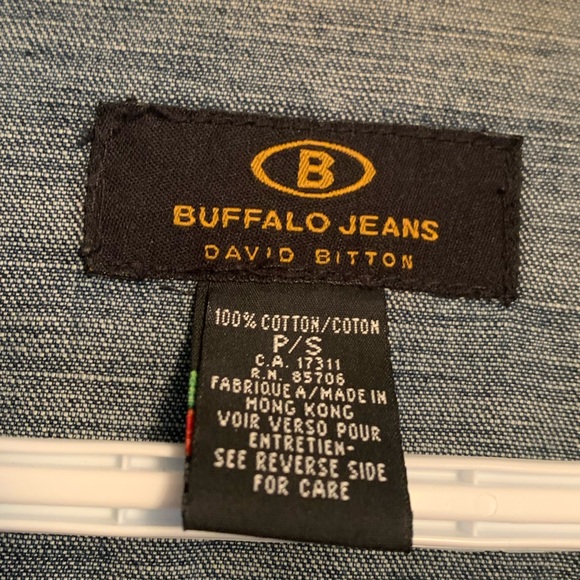 B
BUFFALO JEANS
DAVID BITTON
100% COTTON/COTON
P/S
C.A. 17311
R.N. 85706
FABRIQUE A/MADE IN
HONG KONG
VOIR VERSO POUR
ENTRETIEN-
SEE REVERSE SIDE
FOR CARE